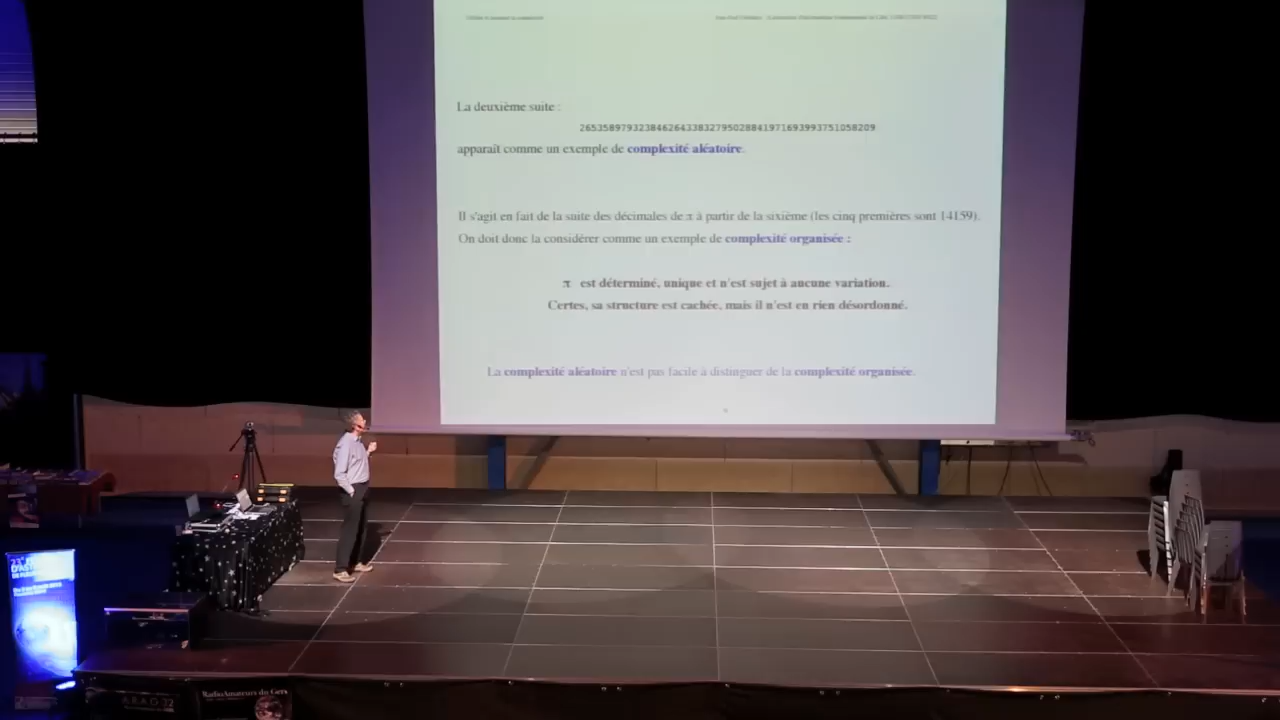 La deuxième suite :
26535897932384626433832795028841971693993751058209
apparaît comme un exemple de complexité aléatoire.
Il s'agit en fait de la suite des décimales de π à partir de la sixième (les cinq premières sont 14159).
On doit donc la considérer comme un exemple de complexité organisée :
π est déterminé, unique et n'est sujet à aucune variation.
Certes, sa structure est cachée, mais il n'est en rien désordonné.
La complexité aléatoire n'est pas facile à distinguer de la complexité organisée.
RadioAmateurs du Gers